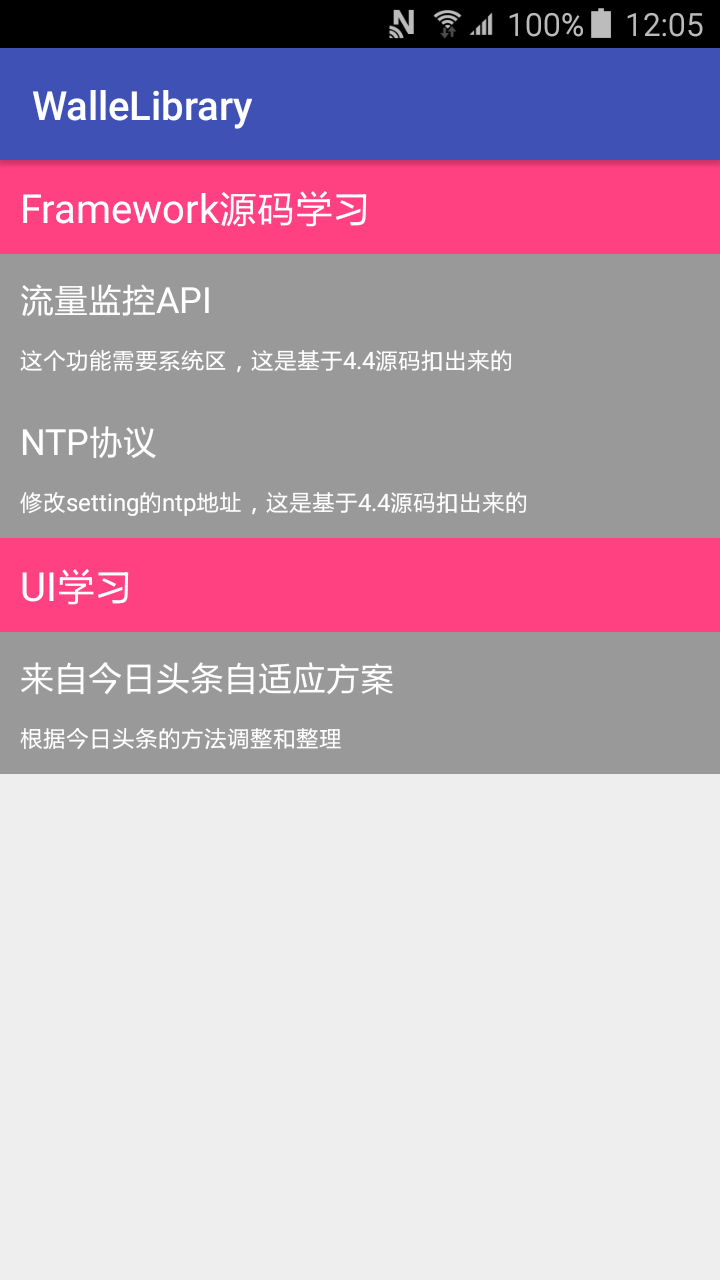 100% 12:05
WalleLibrary
Framework源码学习
流量监控API
这个功能需要系统区，这是基于4.4源码扣出来的
NTP协议
修改setting的ntp地址，这是基于4.4源码扣出来的
UI学习
来自今日头条自适应方案
根据今日头条的方法调整和整理